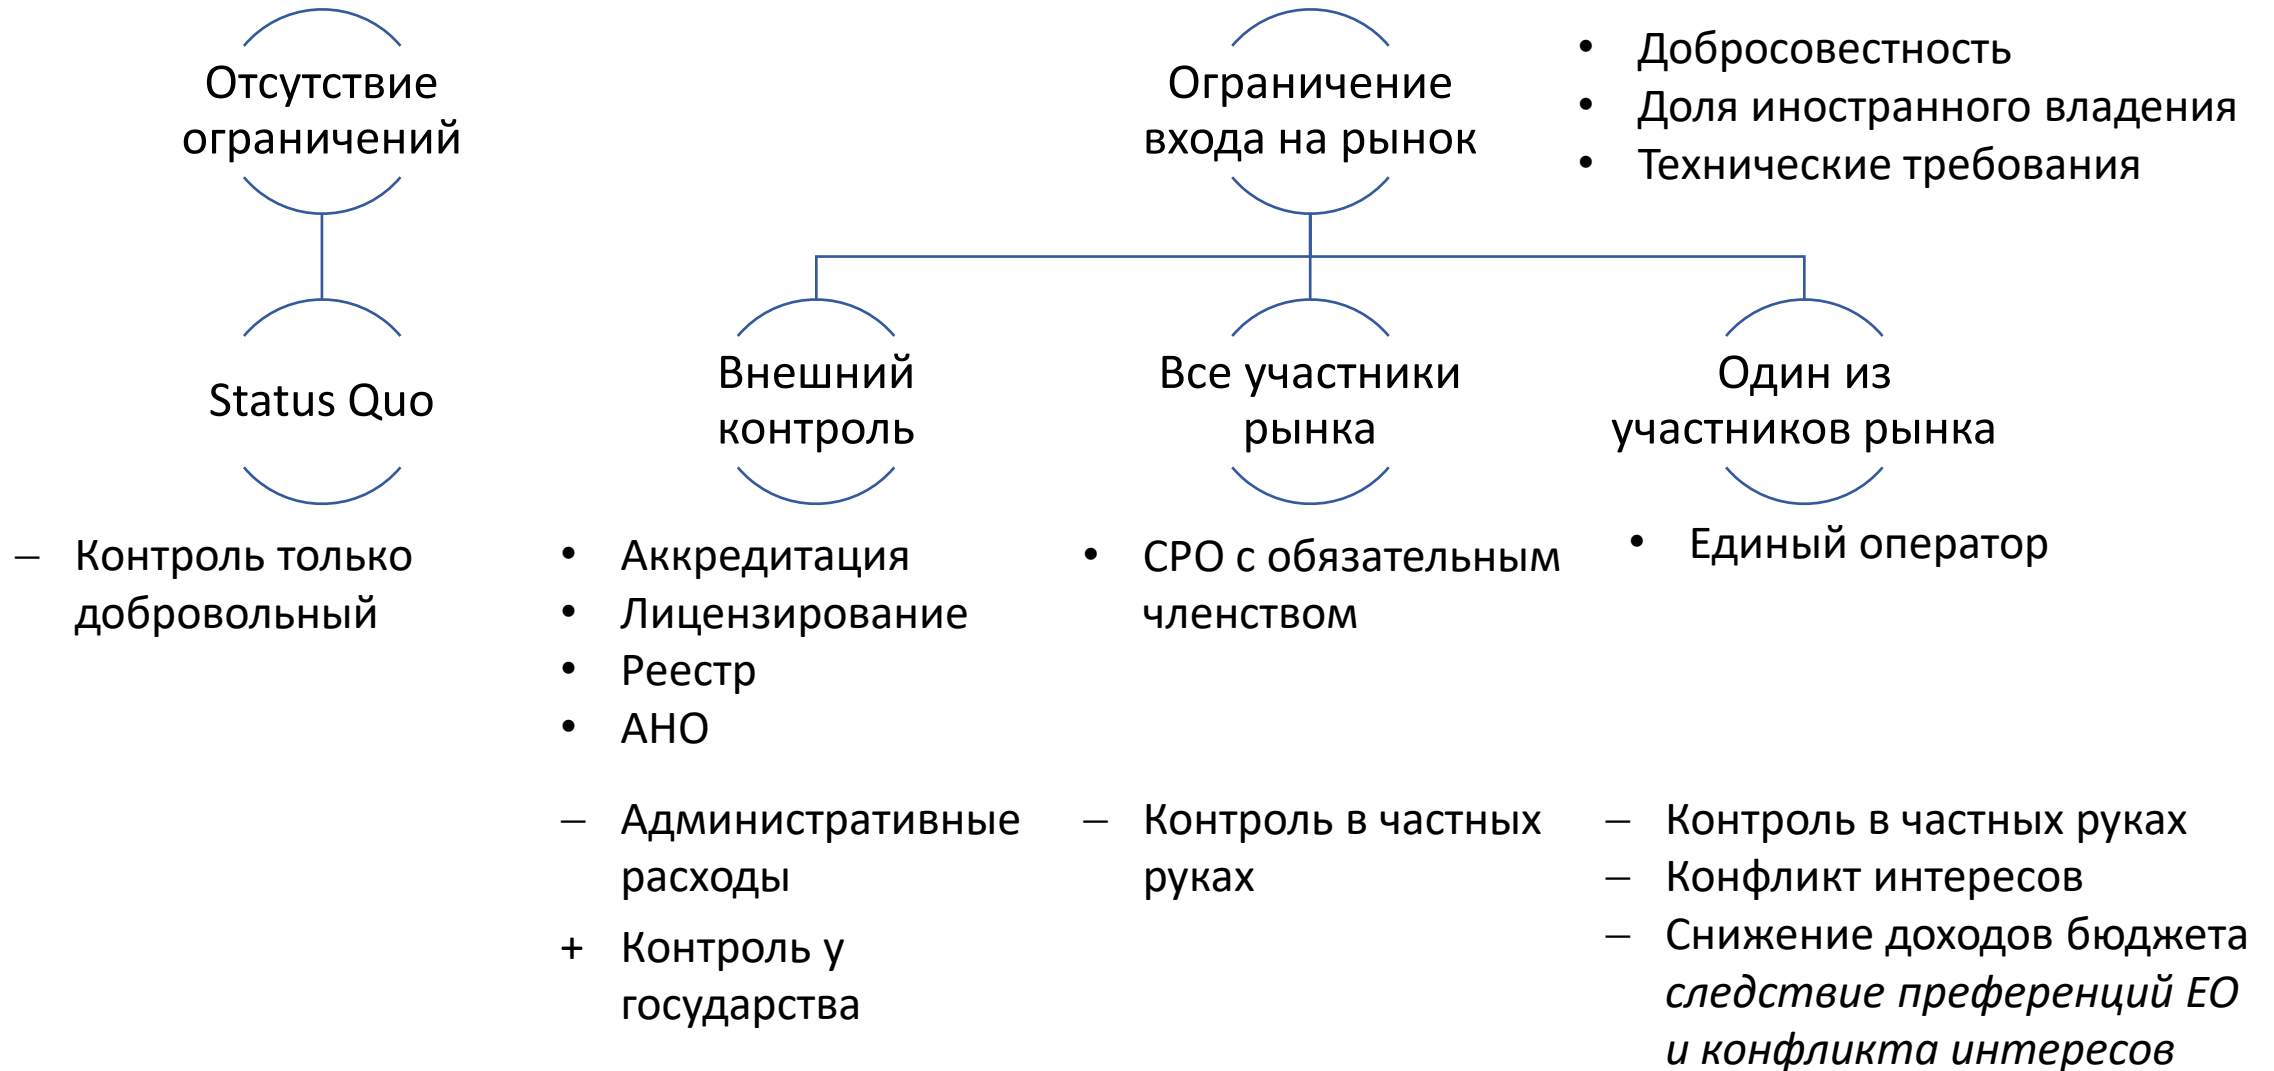 Отсутствие
ограничений
Ограничение
входа на рынок
• Добросовестность
• Доля иностранного владения
• Технические требования
Status Quo
Внешний
контроль
Все участники
рынка
Один из
участников рынка
– Контроль только
добровольный
• Аккредитация
• Лицензирование
• Реестр
• АНО
– Административные
расходы
+ Контроль у
государства
• СРО с обязательным
членством
– Контроль в частных
руках
• Единый оператор
– Контроль в частных руках
– Конфликт интересов
– Снижение доходов бюджета
следствие преференций ЕО
и конфликта интересов